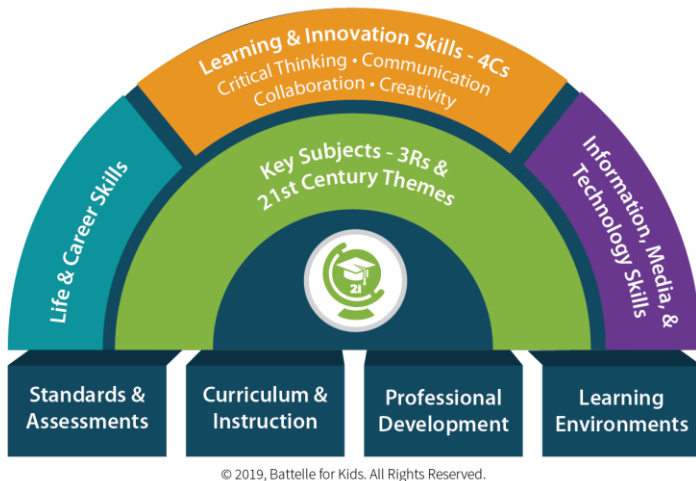 Learning & Innovation Skills - 4Cs
Critical Thinking • Communication
Collaboration • Creativity
Life & Career Skills
Key Subjects - 3Rs &
21st Century Themes
Information, Media, &
Technology Skills
21
Standards &
Assessments
Curriculum &
Instruction
Professional
Development
Learning
Environments
© 2019, Battelle for Kids. All Rights Reserved.